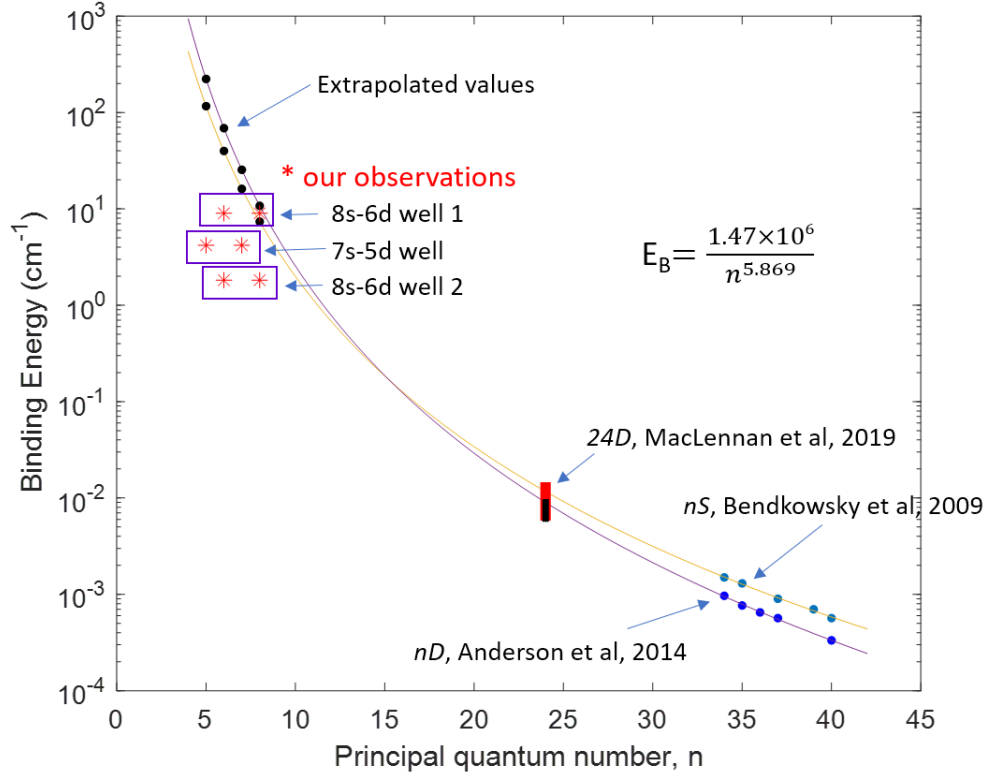 10^3
10^2
10^1
10^0
10^-1
10^-2
10^-3
10^-4
Binding Energy (cm^-1)
Extrapolated values
* our observations
8s-6d well 1
7s-5d well
8s-6d well 2
E_B= 1.47×10^6 / n^5.869
24D, MacLennan et al, 2019
nS, Bendkowsky et al, 2009
nD, Anderson et al, 2014
0 5 10 15 20 25 30 35 40 45
Principal quantum number, n